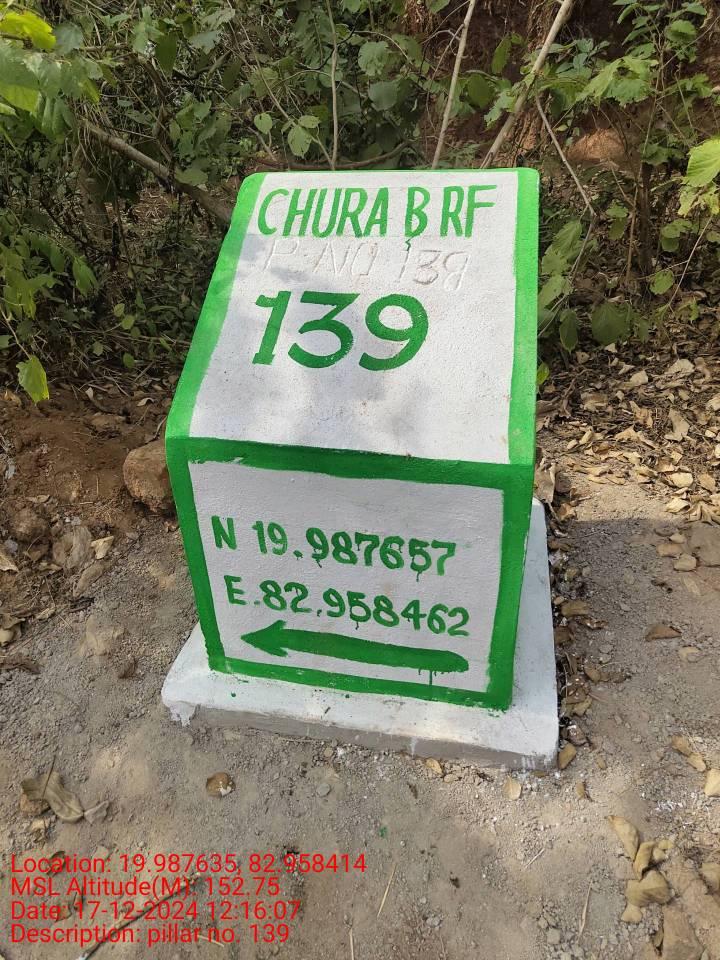 CHURA B RF
P-NO 139
139
N 19.987657
E.82.958462
Location: 19.987635, 82.958414
MSL Altitude(M): 152.75
Date: 17-12-2024 12:16:07
Description: pillar no. 139